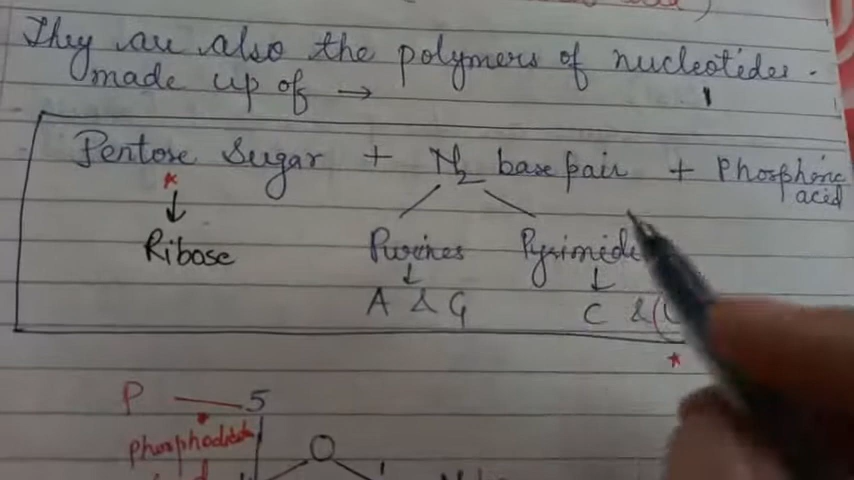 They are also the polymers of nucleotides.
made up of →
Pentose Sugar + N2 base pair + Phosphoric
acid
Ribose
Purines
A & G
C & (
P — 5
O